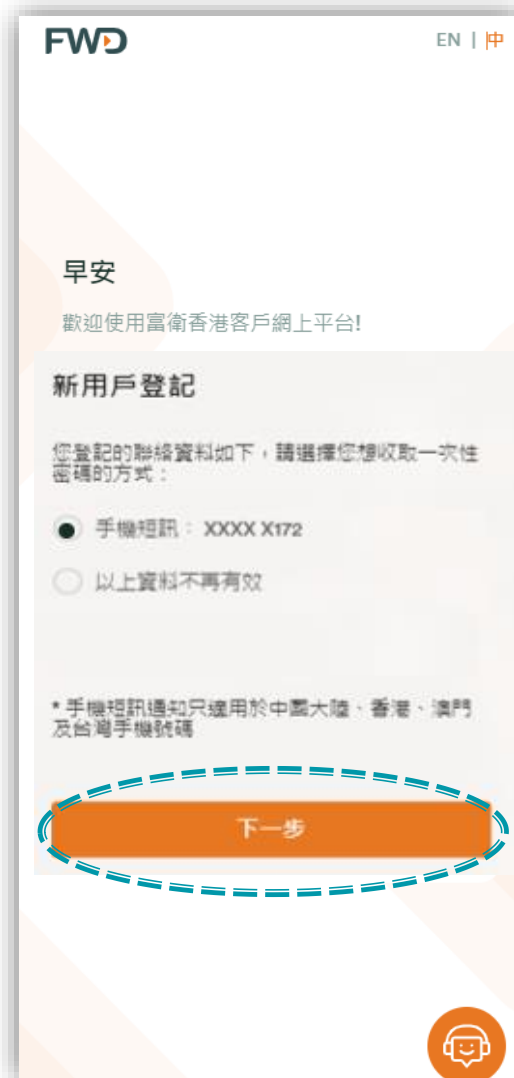 FWD
EN | 中
早安
歡迎使用富衛香港客戶網上平台!
新用戶登記
您登記的聯絡資料如下，請選擇您想收取一次性
密碼的方式：
手機短訊： XXXX X172
以上資料不再有效
* 手機短訊通知只適用於中國大陸、香港、澳門
及台灣手機號碼
下一步